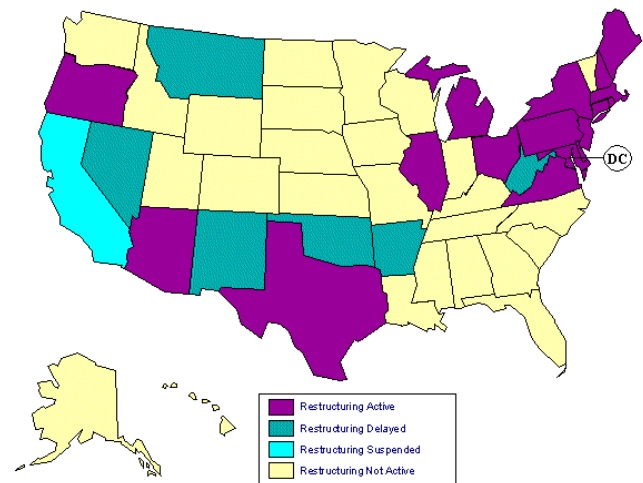 DC
Restructuring Active
Restructuring Delayed
Restructuring Suspended
Restructuring Not Active